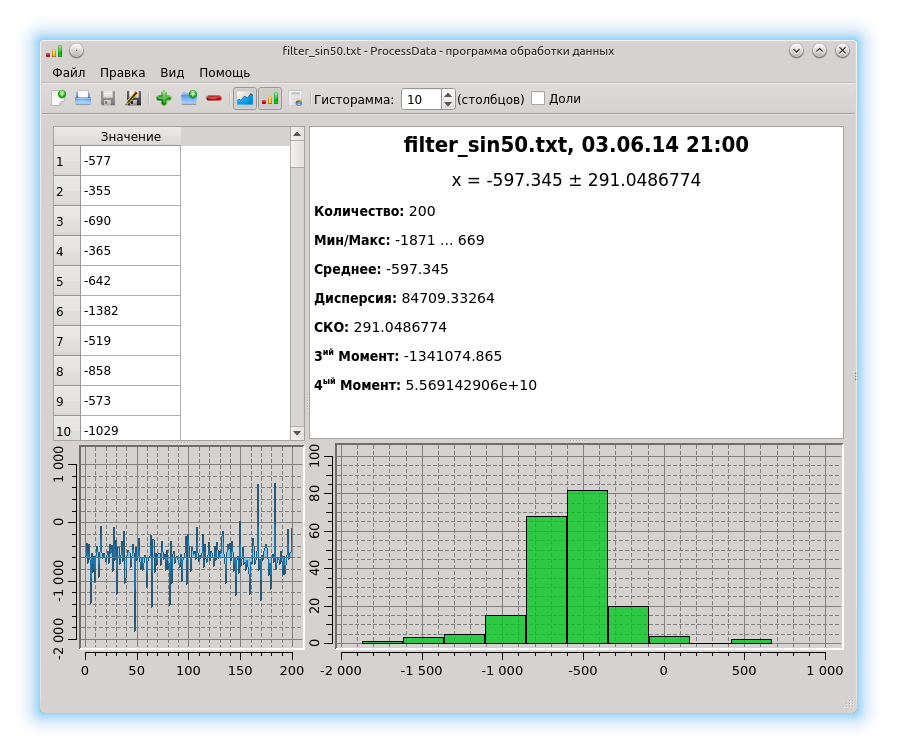 filter_sin50.txt - ProcessData - программа обработки данных
Файл Правка Вид Помощь
Гисторамма: 10 (столбцов) Доли
Значение
1 -577
2 -355
3 -690
4 -365
5 -642
6 -1382
7 -519
8 -858
9 -573
10 -1029
filter_sin50.txt, 03.06.14 21:00
x = -597.345 ± 291.0486774
Количество: 200
Мин/Макс: -1871 ... 669
Среднее: -597.345
Дисперсия: 84709.33264
СКО: 291.0486774
3ий Момент: -1341074.865
4ый Момент: 5.569142906e+10
1 000
0
-1 000
-2 000
0 50 100 150 200
100
80
60
40
20
0
-2 000 -1 500 -1 000 -500 0 500 1 000